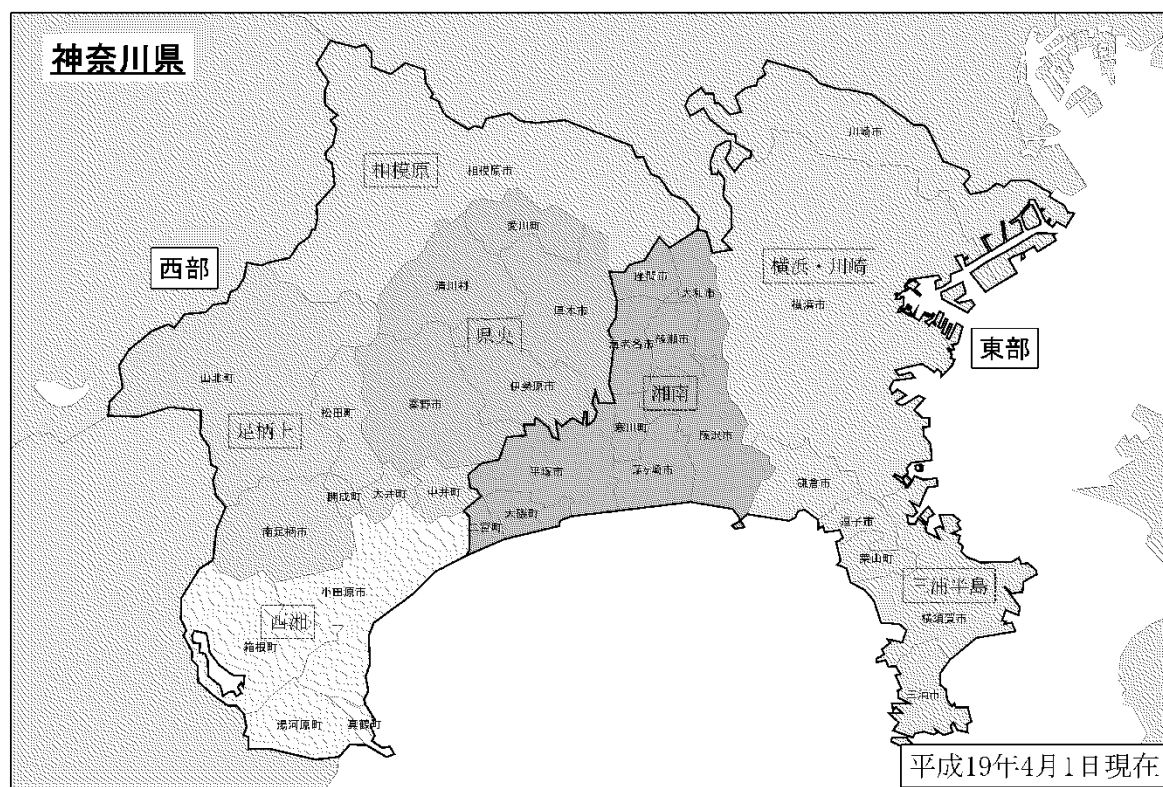 神奈川県
川崎市
相模原
相模原市
愛川町
西部
横浜・川崎
座間市
大和市
清川村
厚木市
横浜市
県央
海老名市
綾瀬市
東部
山北町
伊勢原市
湘南
秦野市
松田町
足柄上
寒川町
藤沢市
平塚市
茅ヶ崎市
鎌倉市
開成町
大井町
中井町
大磯町
二宮町
南足柄市
逗子市
葉山町
三浦半島
小田原市
西湘
横須賀市
箱根町
三浦市
湯河原町
真鶴町
平成19年4月1日現在